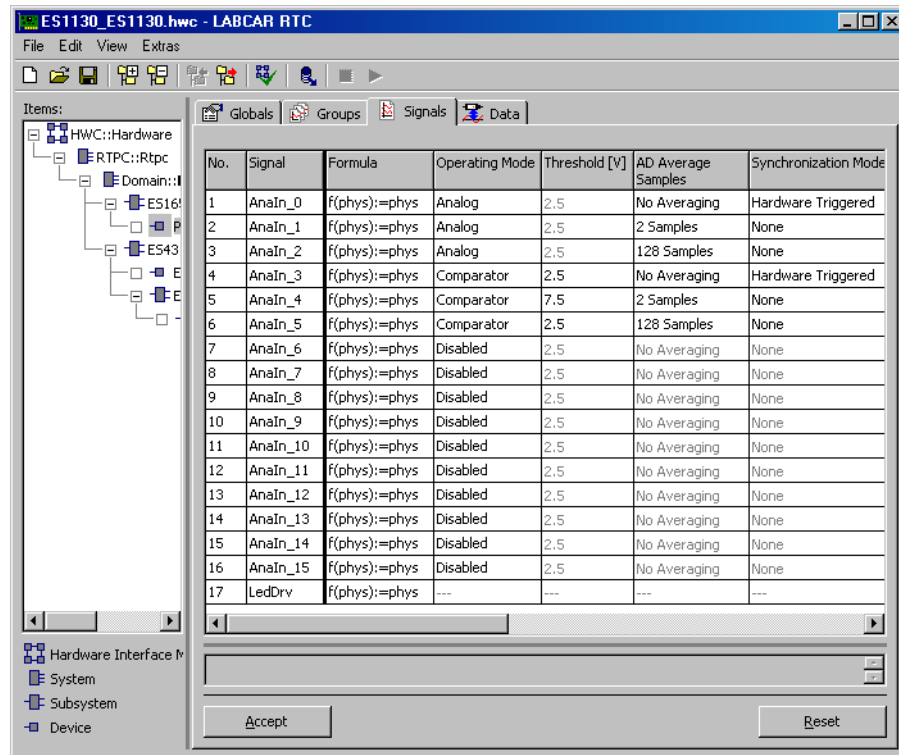 ES1130_ES1130.hwc - LABCAR RTC
File Edit View Extras
Items:
HWC::Hardware
RTPC::Rtpc
Domain::
ES16
P
ES43
E
E
Globals Groups Signals Data
No. Signal Formula Operating Mode Threshold [V] AD Average Samples Synchronization Mode
1 AnaIn_0 f(phys):=phys Analog 2.5 No Averaging Hardware Triggered
2 AnaIn_1 f(phys):=phys Analog 2.5 2 Samples None
3 AnaIn_2 f(phys):=phys Analog 2.5 128 Samples None
4 AnaIn_3 f(phys):=phys Comparator 2.5 No Averaging Hardware Triggered
5 AnaIn_4 f(phys):=phys Comparator 7.5 2 Samples None
6 AnaIn_5 f(phys):=phys Comparator 2.5 128 Samples None
7 AnaIn_6 f(phys):=phys Disabled 2.5 No Averaging None
8 AnaIn_7 f(phys):=phys Disabled 2.5 No Averaging None
9 AnaIn_8 f(phys):=phys Disabled 2.5 No Averaging None
10 AnaIn_9 f(phys):=phys Disabled 2.5 No Averaging None
11 AnaIn_10 f(phys):=phys Disabled 2.5 No Averaging None
12 AnaIn_11 f(phys):=phys Disabled 2.5 No Averaging None
13 AnaIn_12 f(phys):=phys Disabled 2.5 No Averaging None
14 AnaIn_13 f(phys):=phys Disabled 2.5 No Averaging None
15 AnaIn_14 f(phys):=phys Disabled 2.5 No Averaging None
16 AnaIn_15 f(phys):=phys Disabled 2.5 No Averaging None
17 LedDrv f(phys):=phys --- --- --- ---
Hardware Interface
System
Subsystem
Device
Accept Reset